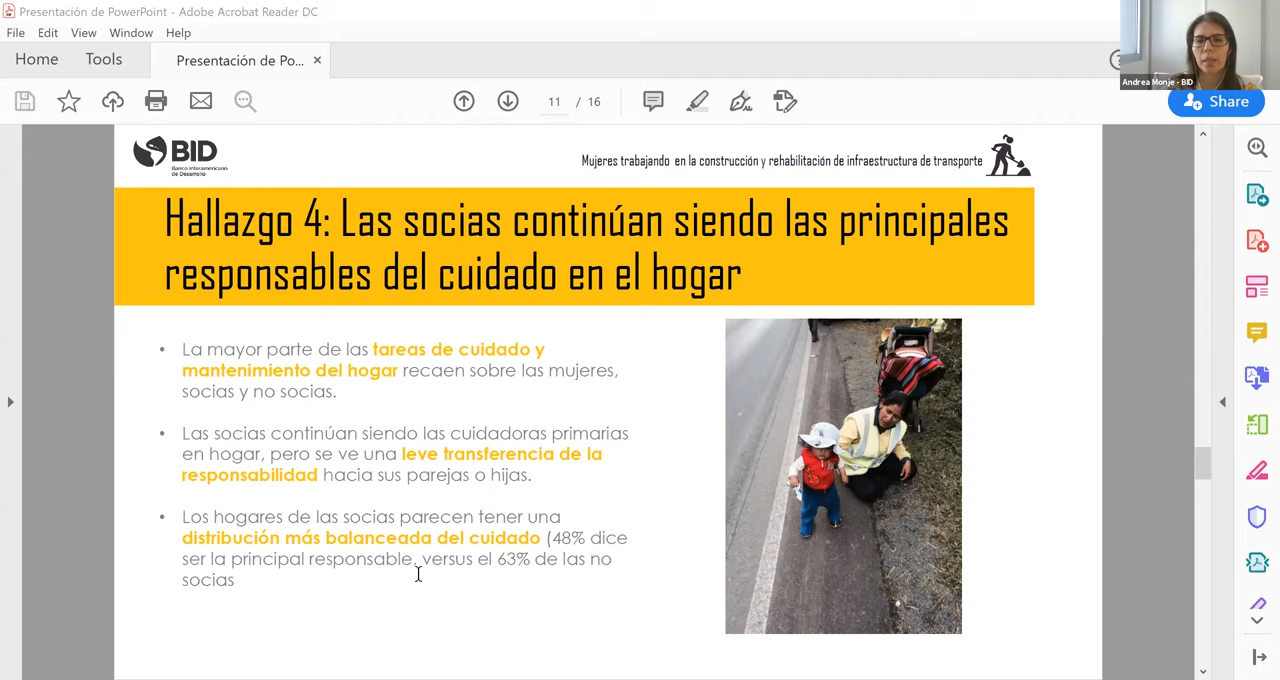 Presentación de PowerPoint - Adobe Acrobat Reader DC
File Edit View Window Help
Home Tools Presentación de Po... ×
11 / 16
Share
Andrea Monje - BID
BID
Banco Interamericano
de Desarrollo
Mujeres trabajando en la construcción y rehabilitación de infraestructura de transporte
Hallazgo 4: Las socias continúan siendo las principales
responsables del cuidado en el hogar
• La mayor parte de las tareas de cuidado y
mantenimiento del hogar recaen sobre las mujeres,
socias y no socias.
• Las socias continúan siendo las cuidadoras primarias
en hogar, pero se ve una leve transferencia de la
responsabilidad hacia sus parejas o hijas.
• Los hogares de las socias parecen tener una
distribución más balanceada del cuidado (48% dice
ser la principal responsable, versus el 63% de las no
socias